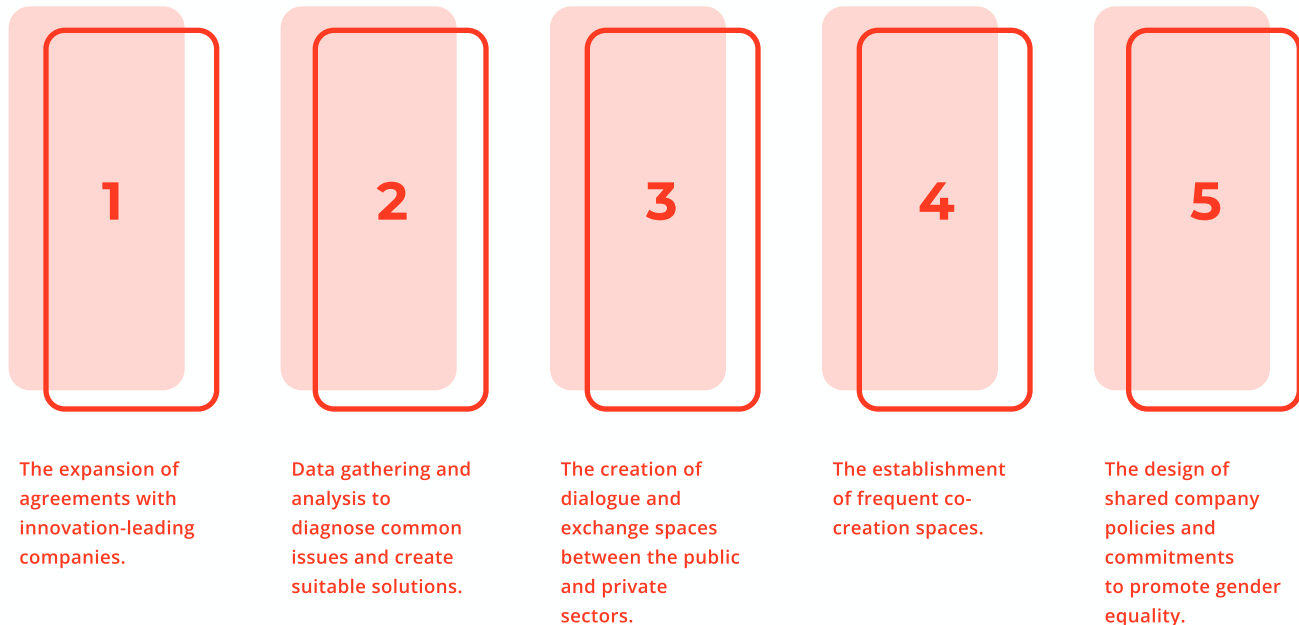 1
The expansion of
agreements with
innovation-leading
companies.
2
Data gathering and
analysis to
diagnose common
issues and create
suitable solutions.
3
The creation of
dialogue and
exchange spaces
between the public
and private
sectors.
4
The establishment
of frequent co-
creation spaces.
5
The design of
shared company
policies and
commitments
to promote gender
equality.